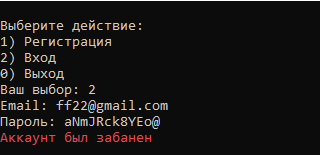 Выберите действие:
1) Регистрация
2) Вход
0) Выход
Ваш выбор: 2
Email: ff22@gmail.com
Пароль: aNmJRck8YEo@
Аккаунт был забанен